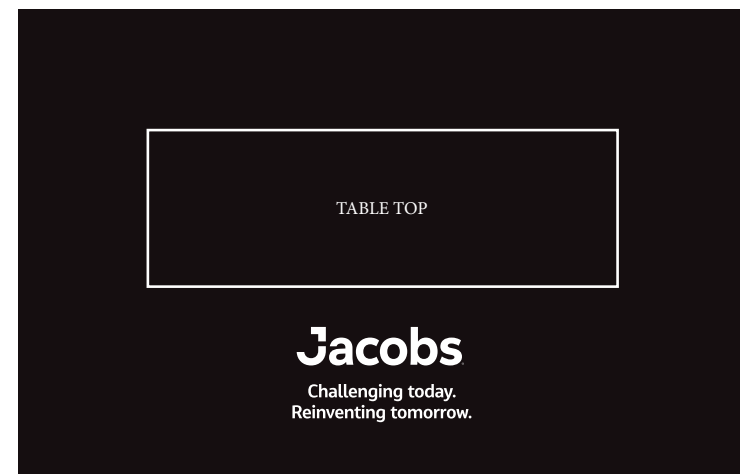 TABLE TOP
Jacobs
Challenging today.
Reinventing tomorrow.